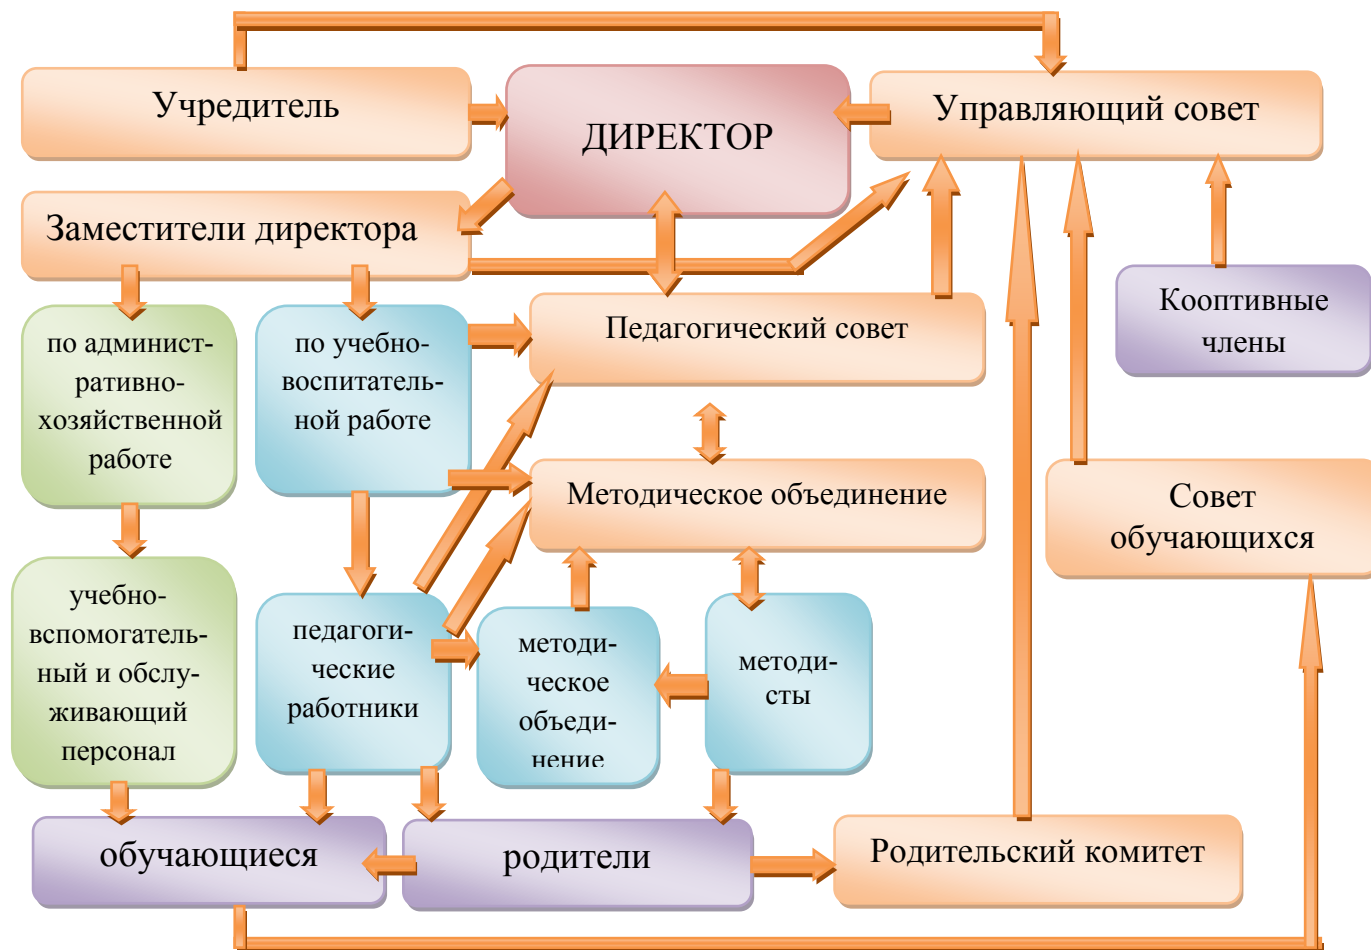 Учредитель
ДИРЕКТОР
Управляющий совет
Заместители директора
Кооптивные
члены
по админист-
ративно-
хозяйственной
работе
по учебно-
воспитатель-
ной работе
Педагогический совет
Методическое объединение
Совет
обучающихся
учебно-
вспомогатель-
ный и обслу-
живающий
персонал
педагоги-
ческие
работники
методи-
ческое
объеди-
нение
методи-
сты
обучающиеся
родители
Родительский комитет